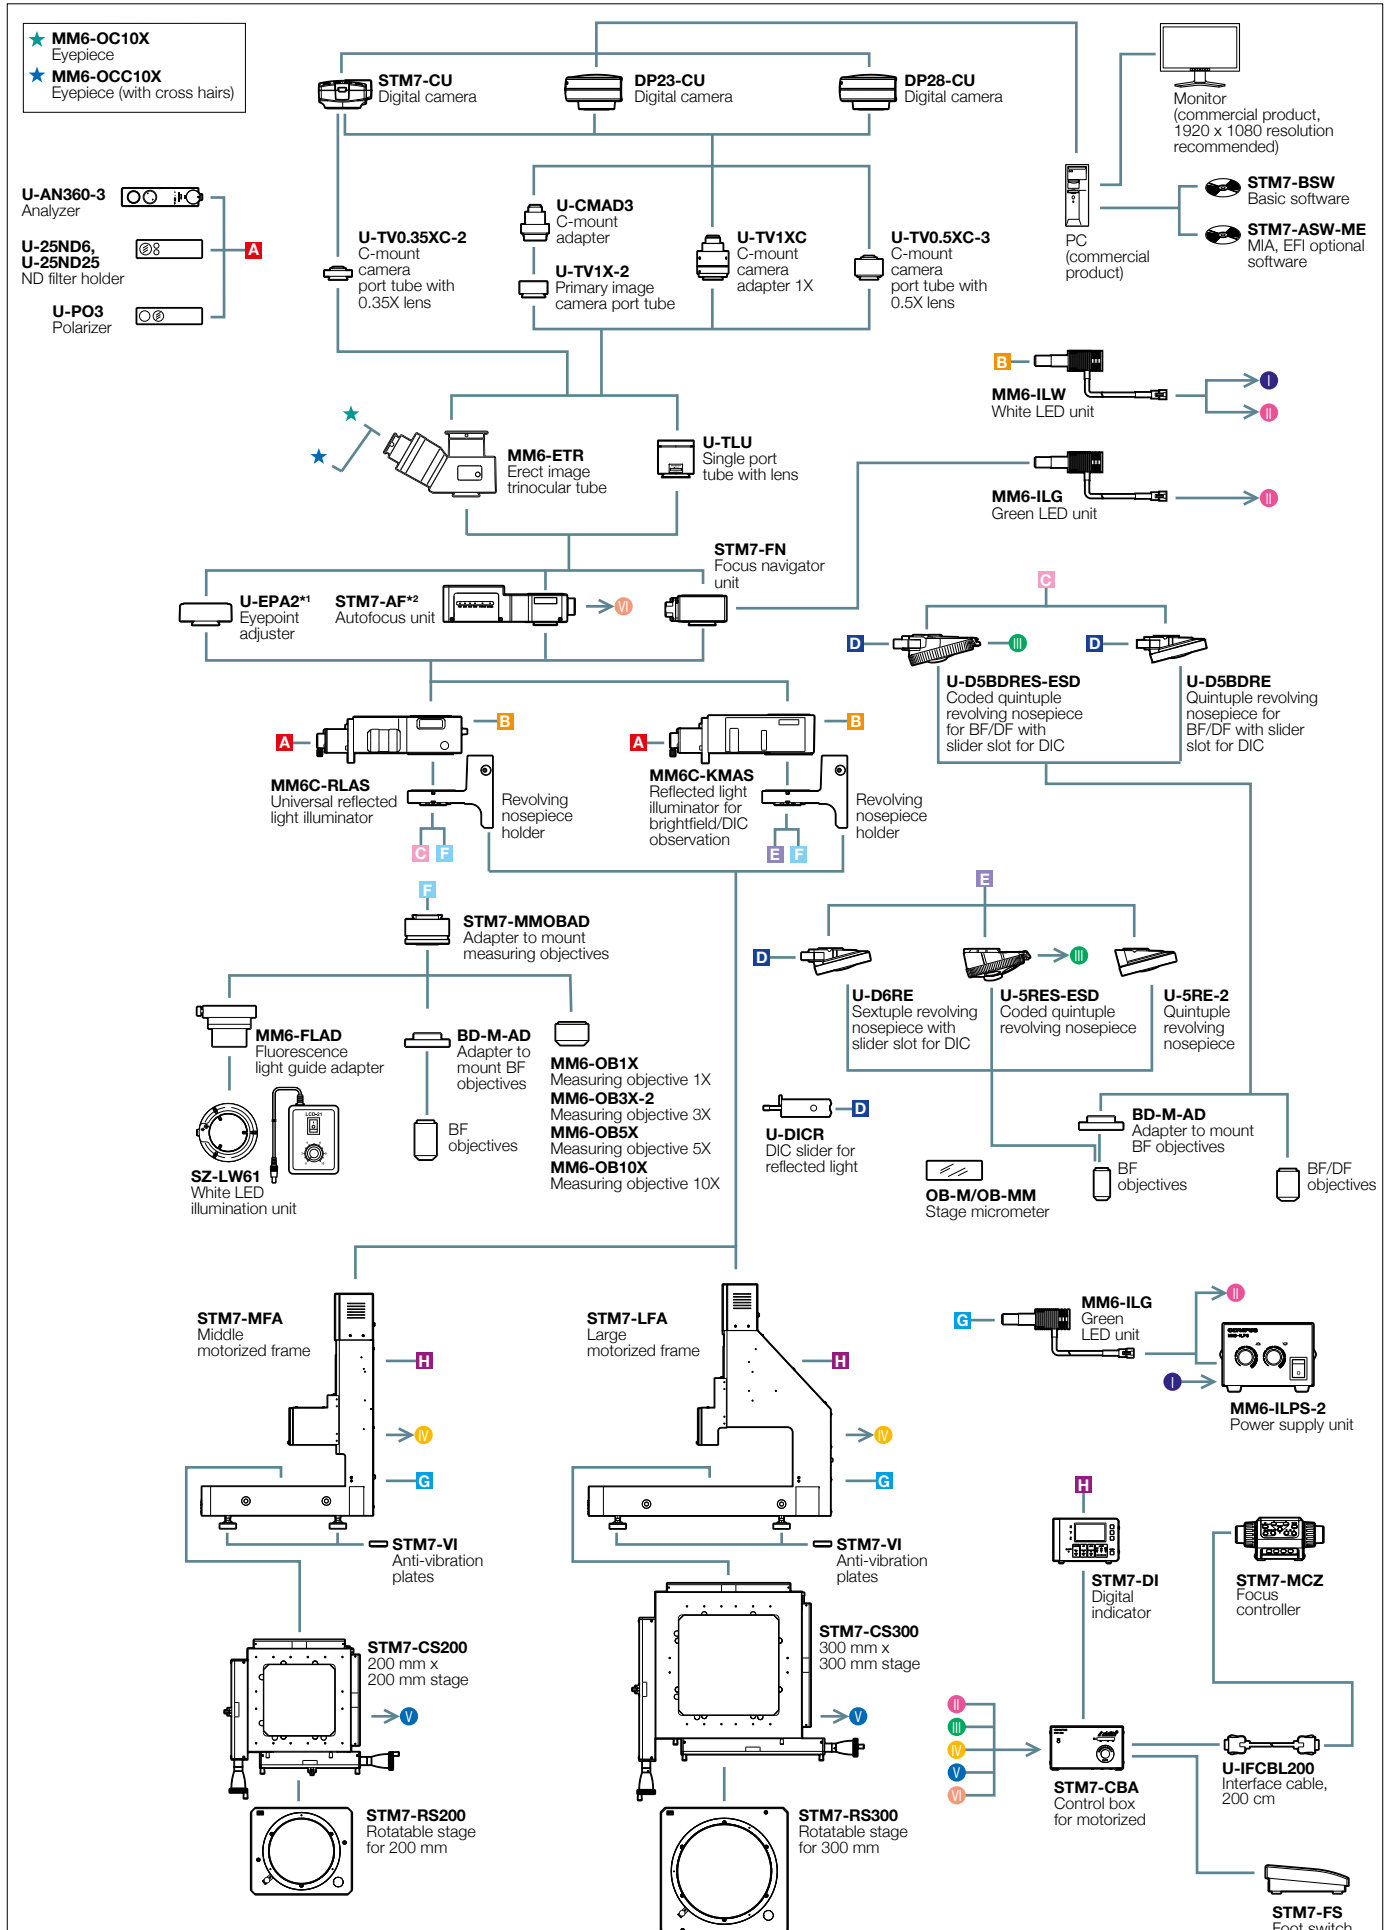 ★ MM6-OC10X
Eyepiece
★ MM6-OCC10X
Eyepiece (with cross hairs)
STM7-CU
Digital camera
DP23-CU
Digital camera
DP28-CU
Digital camera
Monitor
(commercial product,
1920 x 1080 resolution
recommended)
U-AN360-3
Analyzer
U-25ND6,
U-25ND25
ND filter holder
U-PO3
Polarizer
A
U-TV0.35XC-2
C-mount
camera
port tube with
0.35X lens
U-CMAD3
C-mount
adapter
U-TV1X-2
Primary image
camera port tube
U-TV1XC
C-mount
camera
adapter 1X
U-TV0.5XC-3
C-mount
camera
port tube with
0.5X lens
PC
(commercial
product)
STM7-BSW
Basic software
STM7-ASW-ME
MIA, EFI optional
software
B
MM6-ILW
White LED unit
I
II
MM6-ETR
Erect image
trinocular tube
U-TLU
Single port
tube with lens
MM6-ILG
Green LED unit
II
U-EPA2*1
Eyepoint
adjuster
STM7-AF*2
Autofocus unit
VI
STM7-FN
Focus navigator
unit
C
D
III
D
U-D5BDRES-ESD
Coded quintuple
revolving nosepiece
for BF/DF with
slider slot for DIC
U-D5BDRE
Quintuple revolving
nosepiece for
BF/DF with slider
slot for DIC
A
B
MM6C-RLAS
Universal reflected
light illuminator
Revolving
nosepiece
holder
C F
A
B
MM6C-KMAS
Reflected light
illuminator for
brightfield/DIC
observation
Revolving
nosepiece
holder
E F
F
STM7-MMOBAD
Adapter to mount
measuring objectives
MM6-FLAD
Fluorescence
light guide adapter
BD-M-AD
Adapter to
mount BF
objectives
MM6-OB1X
Measuring objective 1X
MM6-OB3X-2
Measuring objective 3X
MM6-OB5X
Measuring objective 5X
MM6-OB10X
Measuring objective 10X
SZ-LW61
White LED
illumination unit
BF
objectives
E
D
III
U-D6RE
Sextuple revolving
nosepiece with
slider slot for DIC
U-5RES-ESD
Coded quintuple
revolving nosepiece
U-5RE-2
Quintuple
revolving
nosepiece
D
U-DICR
DIC slider for
reflected light
OB-M/OB-MM
Stage micrometer
BD-M-AD
Adapter to mount
BF objectives
BF
objectives
BF/DF
objectives
STM7-MFA
Middle
motorized frame
H
IV
G
STM7-VI
Anti-vibration
plates
STM7-LFA
Large
motorized frame
H
IV
G
STM7-VI
Anti-vibration
plates
G
MM6-ILG
Green
LED unit
II
I
OLYMPUS
MM6-ILPS-2
Power supply unit
STM7-CS200
200 mm x
200 mm stage
V
STM7-RS200
Rotatable stage
for 200 mm
STM7-CS300
300 mm x
300 mm stage
V
STM7-RS300
Rotatable stage
for 300 mm
H
STM7-DI
Digital
indicator
STM7-MCZ
Focus
controller
II
III
IV
V
VI
STM7-CBA
Control box
for motorized
U-IFCBL200
Interface cable,
200 cm
STM7-FS
Foot switch